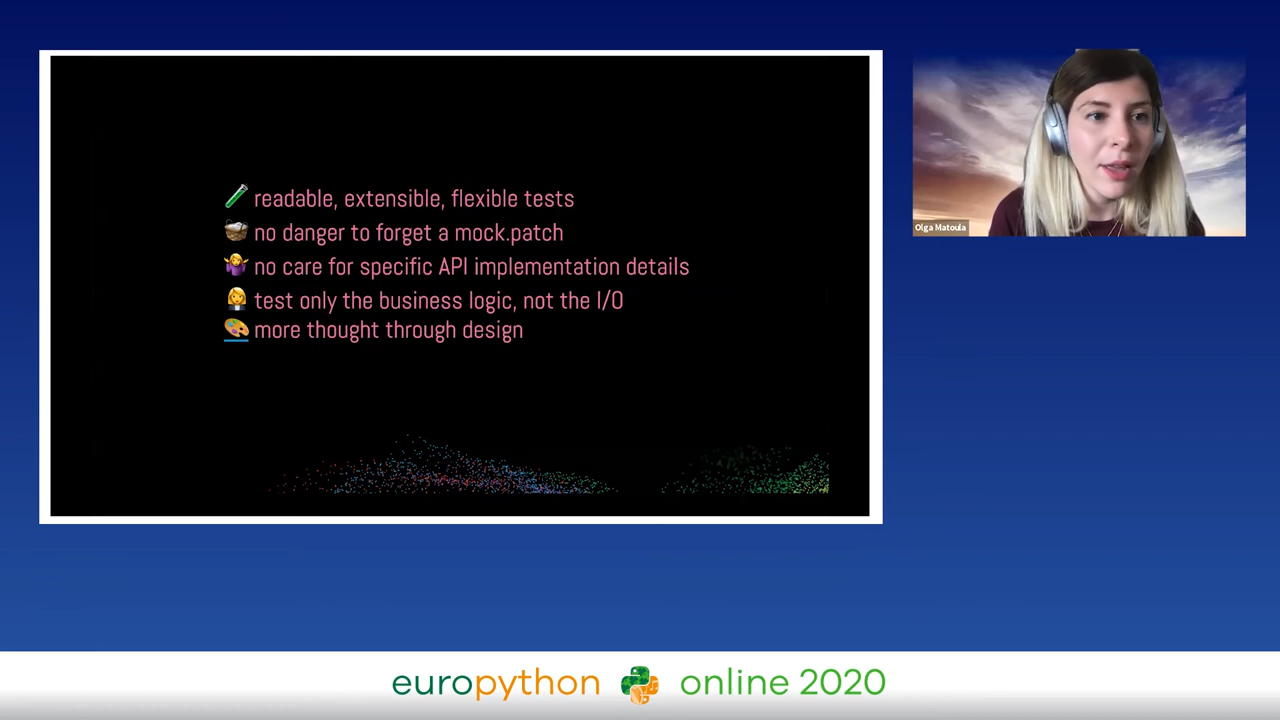 readable, extensible, flexible tests
no danger to forget a mock.patch
no care for specific API implementation details
test only the business logic, not the I/O
more thought through design
Olga Matoula
europython online 2020